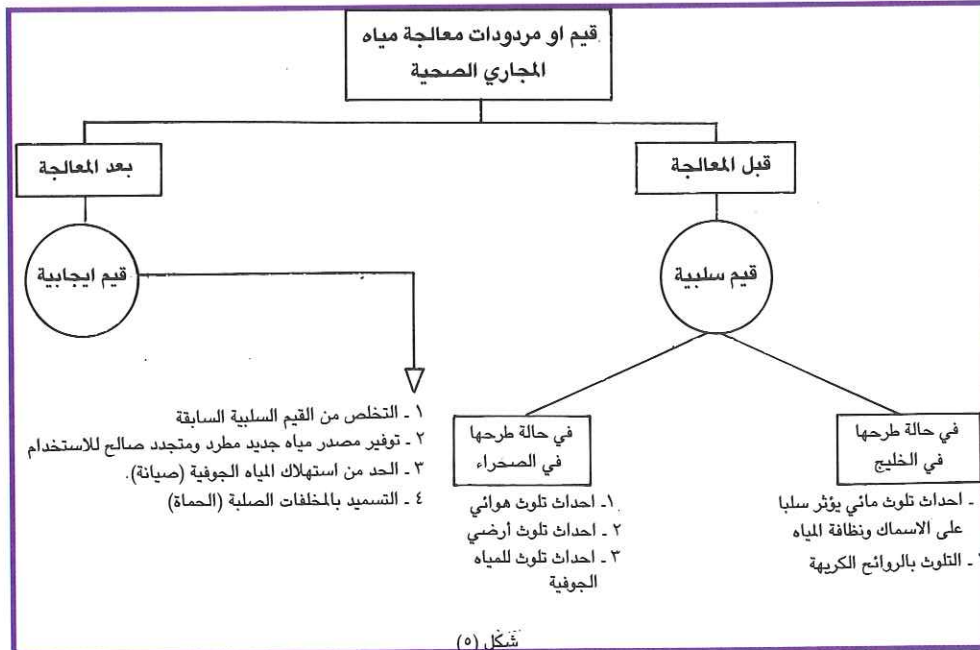 قيم او مردودات معالجة مياه
المجاري الصحية
قبل المعالجة
بعد المعالجة
قيم سلبية
قيم ايجابية
في حالة طرحها
في الخليج
ـ احداث تلوث مائي يؤثر سلبا
على الاسماك ونظافة المياه
ـ التلوث بالروائح الكريهة
في حالة طرحها
في الصحراء
١ـ احداث تلوث هوائي
٢ ـ احداث تلوث أرضي
٣ ـ احداث تلوث للمياه
الجوفية
١ ـ التخلص من القيم السلبية السابقة
٢ ـ توفير مصدر مياه جديد مطرد ومتجدد صالح للاستخدام
٣ ـ الحد من استهلاك المياه الجوفية (صيانة).
٤ ـ التسميد بالمخلفات الصلبة (الحماة)
شكل (٥)